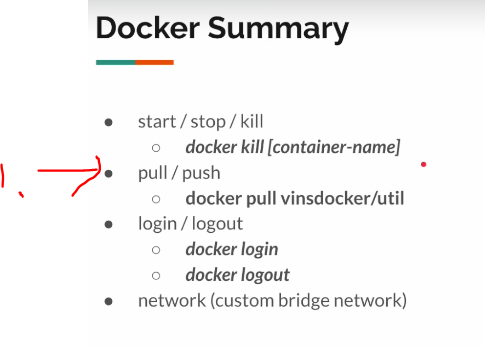 Docker Summary
● start / stop / kill
○ docker kill [container-name]
1. → ● pull / push
○ docker pull vinsdocker/util
● login / logout
○ docker login
○ docker logout
● network (custom bridge network)